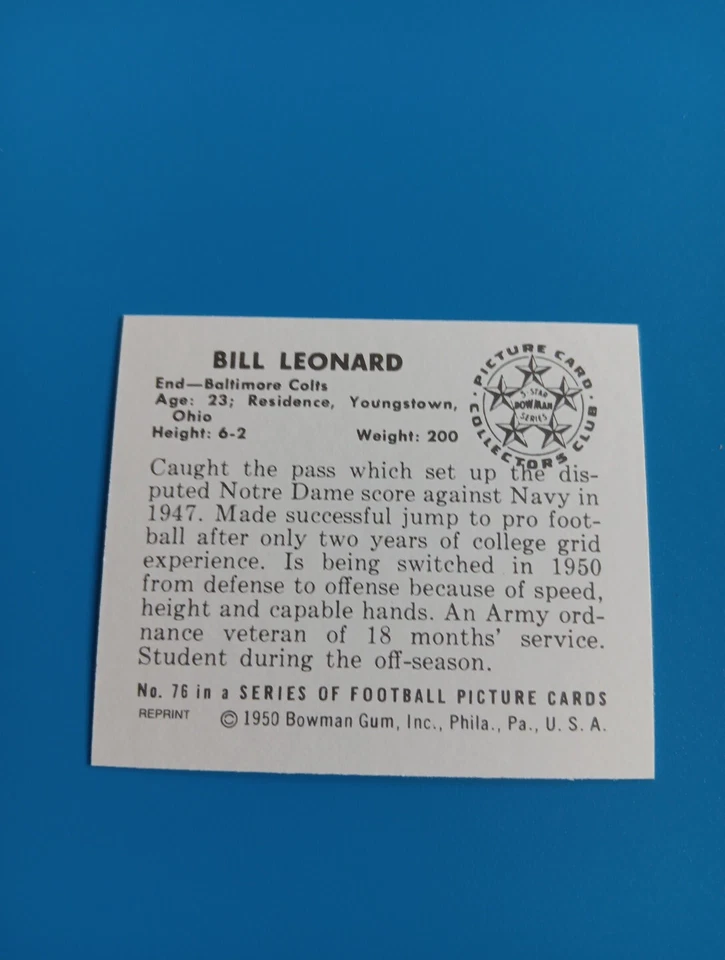 BILL LEONARD
End—Baltimore Colts
Age: 23; Residence, Youngstown,
Ohio
Height: 6-2 Weight: 200
PICTURE CARD
COLLECTORS CLUB
5-STAR
BOWMAN
SERIES
Caught the pass which set up the dis-
puted Notre Dame score against Navy in
1947. Made successful jump to pro foot-
ball after only two years of college grid
experience. Is being switched in 1950
from defense to offense because of speed,
height and capable hands. An Army ord-
nance veteran of 18 months' service.
Student during the off-season.
No. 76 in a SERIES OF FOOTBALL PICTURE CARDS
REPRINT © 1950 Bowman Gum, Inc., Phila., Pa., U. S. A.